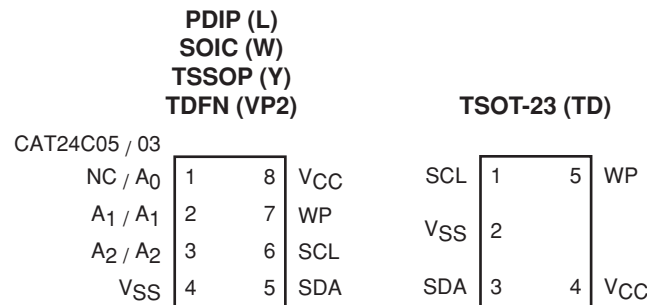 PDIP (L)
SOIC (W)
TSSOP (Y)
TDFN (VP2)
CAT24C05 / 03
NC / A0 1 8 VCC
A1 / A1 2 7 WP
A2 / A2 3 6 SCL
VSS 4 5 SDA
TSOT-23 (TD)
SCL 1 5 WP
VSS 2
SDA 3 4 VCC